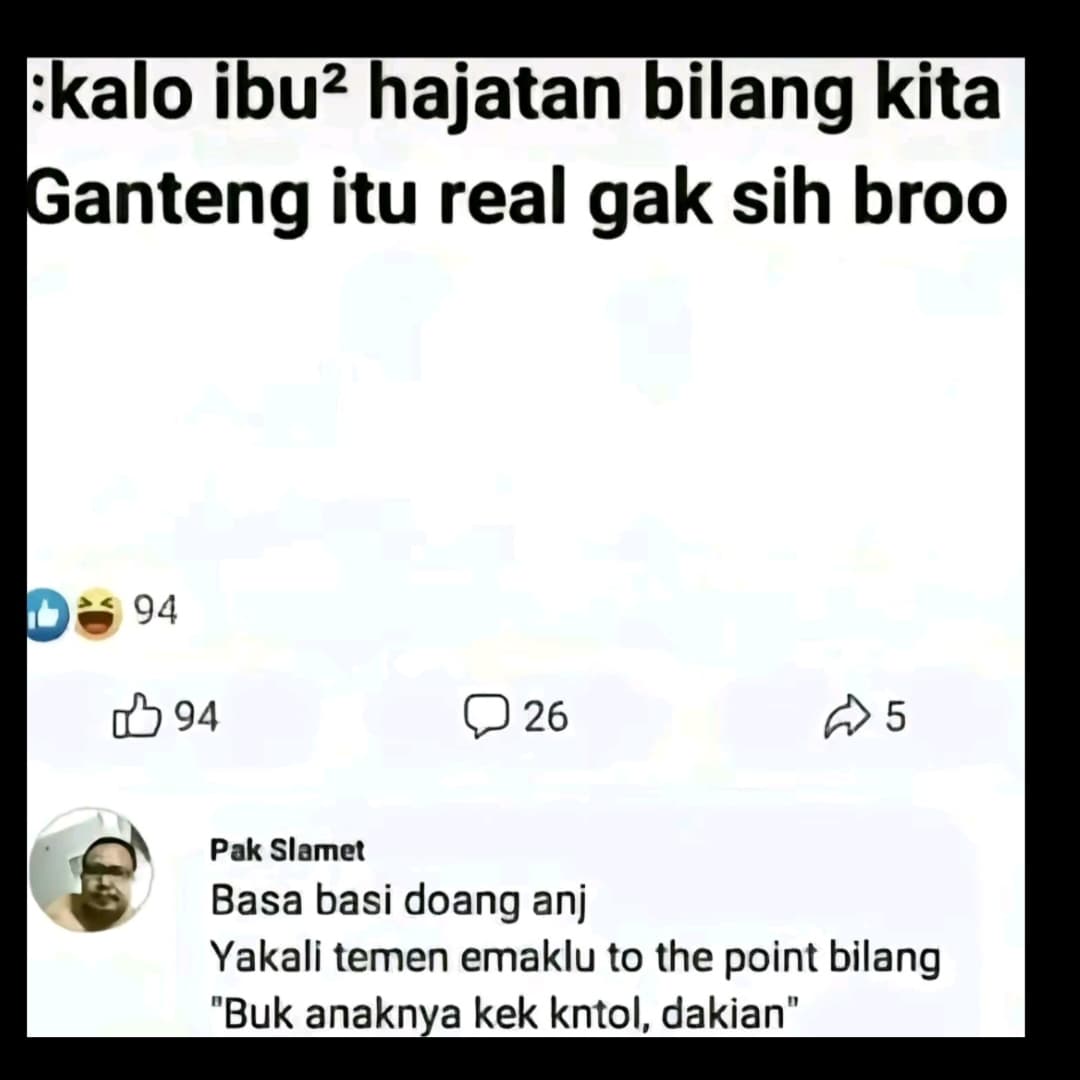 :kalo ibu² hajatan bilang kita
Ganteng itu real gak sih broo
94
94 26 5
Pak Slamet
Basa basi doang anj
Yakali temen emaklu to the point bilang
"Buk anaknya kek kntol, dakian"